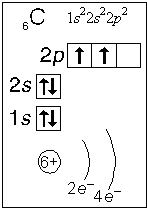 ₆C 1s²2s²2p²
2p ↑ ↑
2s ↑↓
1s ↑↓
6+
2e⁻ 4e⁻